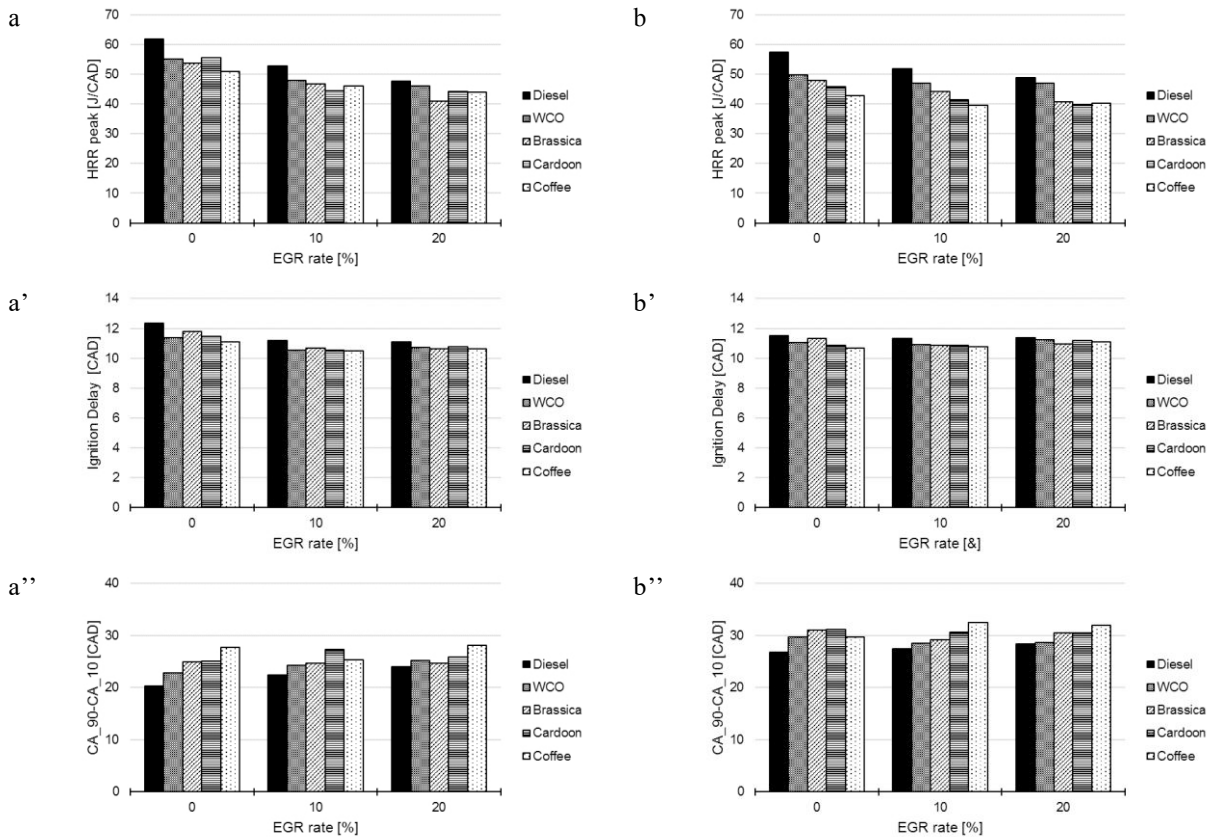 a
70
60
50
40
30
20
10
0
HRR peak [J/CAD]
0
10
20
EGR rate [%]
Diesel
WCO
Brassica
Cardoon
Coffee
b
70
60
50
40
30
20
10
0
HRR peak [J/CAD]
0
10
20
EGR rate [%]
Diesel
WCO
Brassica
Cardoon
Coffee
a’
14
12
10
8
6
4
2
0
Ignition Delay [CAD]
0
10
20
EGR rate [%]
Diesel
WCO
Brassica
Cardoon
Coffee
b’
14
12
10
8
6
4
2
0
Ignition Delay [CAD]
0
10
20
EGR rate [&]
Diesel
WCO
Brassica
Cardoon
Coffee
a’’
40
30
20
10
0
CA_90-CA_10 [CAD]
0
10
20
EGR rate [%]
Diesel
WCO
Brassica
Cardoon
Coffee
b’’
40
30
20
10
0
CA_90-CA_10 [CAD]
0
10
20
EGR rate [%]
Diesel
WCO
Brassica
Cardoon
Coffee